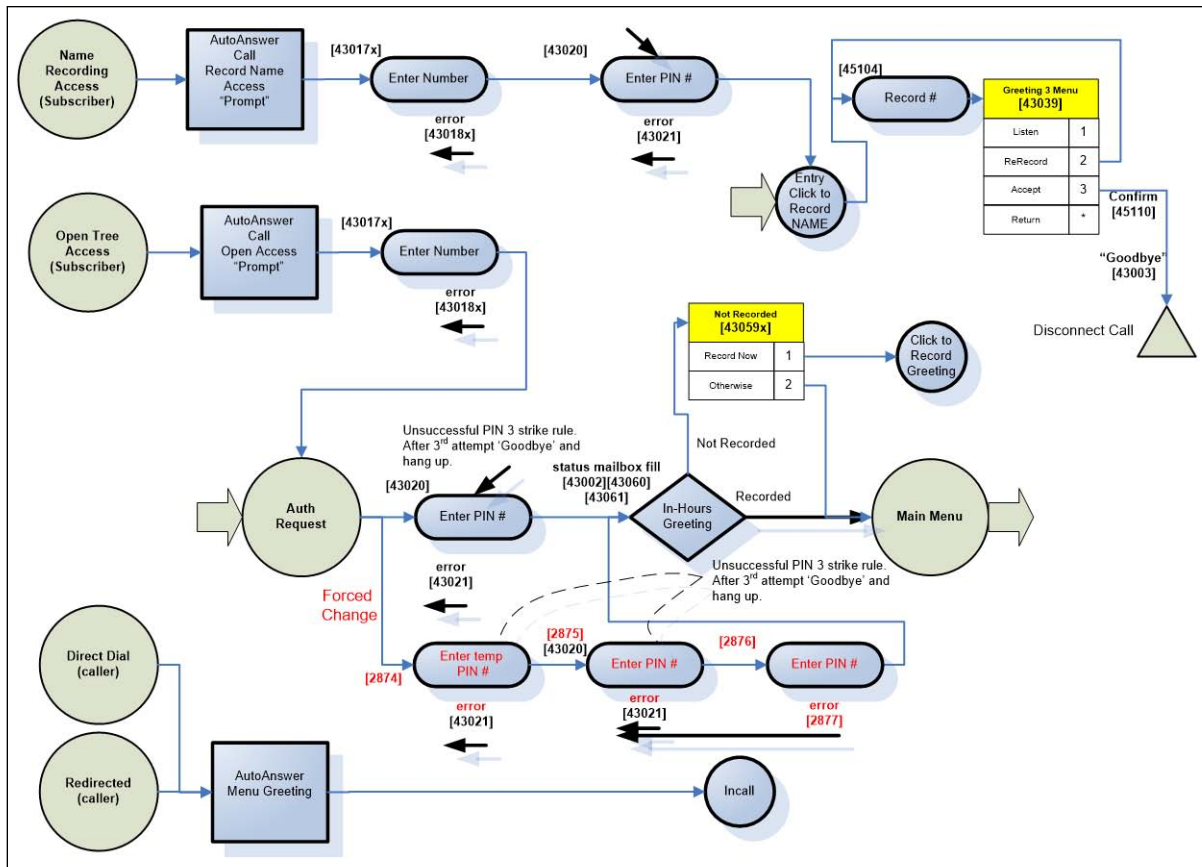 Name
Recording
Access
(Subscriber)
AutoAnswer
Call
Record Name
Access
“Prompt”
[43017x]
Enter Number
error
[43018x]
[43020]
Enter PIN #
error
[43021]
Entry
Click to
Record
NAME
[45104]
Record #
Greeting 3 Menu
[43039]
Listen 1
ReRecord 2
Accept 3
Return *
Confirm
[45110]
“Goodbye”
[43003]
Disconnect Call
Open Tree
Access
(Subscriber)
AutoAnswer
Call
Open Access
“Prompt”
[43017x]
Enter Number
error
[43018x]
Not Recorded
[43059x]
Record Now 1
Otherwise 2
Click to
Record
Greeting
Auth
Request
Unsuccessful PIN 3 strike rule.
After 3rd attempt ‘Goodbye’ and
hang up.
[43020]
Enter PIN #
error
[43021]
status mailbox fill
[43002][43060]
[43061]
Not Recorded
In-Hours
Greeting
Recorded
Main Menu
Unsuccessful PIN 3 strike rule.
After 3rd attempt ‘Goodbye’ and
hang up.
Forced
Change
[2874]
Enter temp
PIN #
error
[43021]
[2875]
[43020]
Enter PIN #
error
[43021]
[2876]
Enter PIN #
error
[2877]
Direct Dial
(caller)
Redirected
(caller)
AutoAnswer
Menu Greeting
Incall